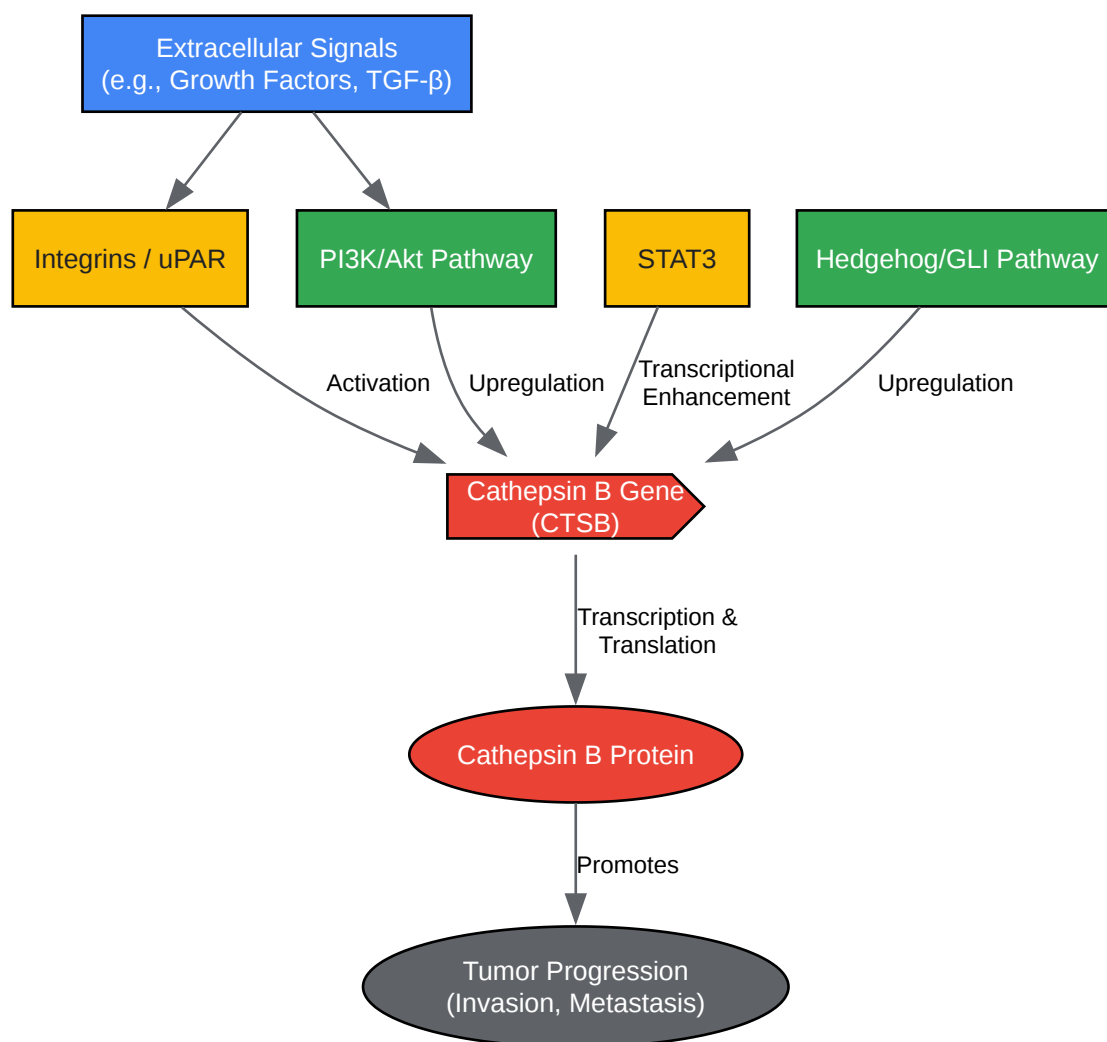 Extracellular Signals
(e.g., Growth Factors, TGF-β)
Integrins / uPAR
PI3K/Akt Pathway
STAT3
Hedgehog/GLI Pathway
Activation
Upregulation
Transcriptional
Enhancement
Upregulation
Cathepsin B Gene
(CTSB)
Transcription &
Translation
Cathepsin B Protein
Promotes
Tumor Progression
(Invasion, Metastasis)